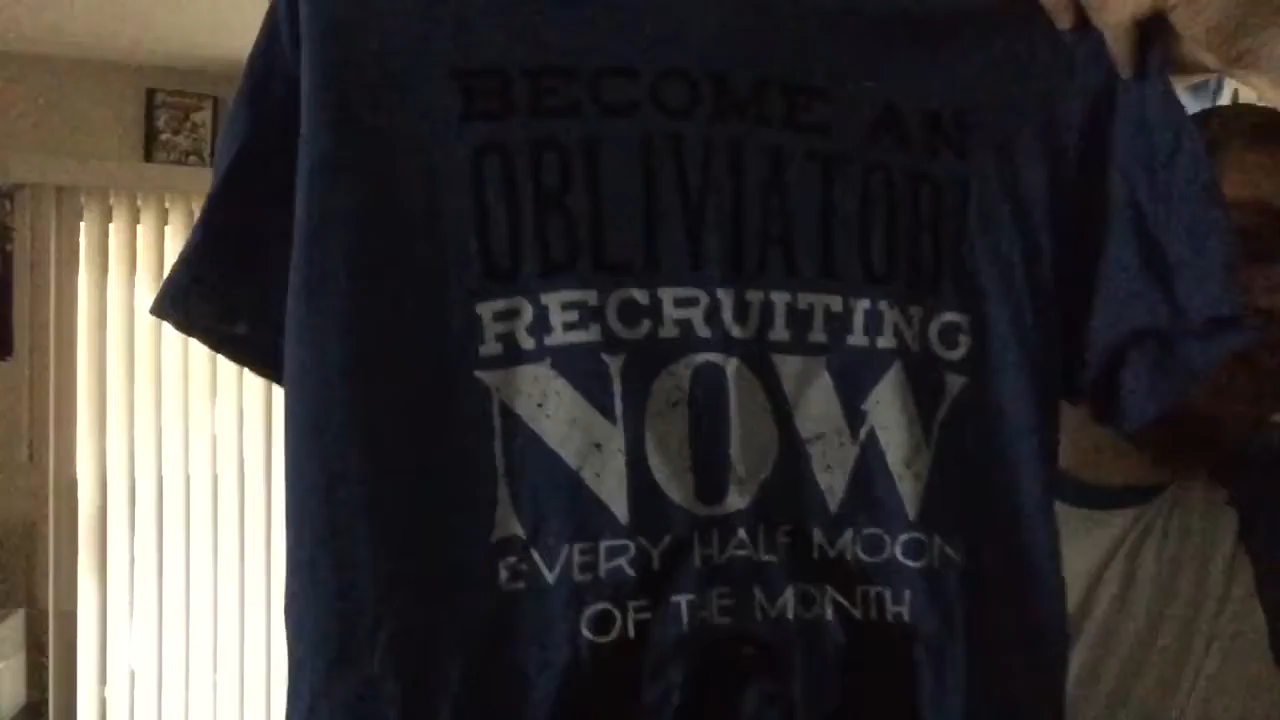 BECOME AN
OBLIVIATOR
RECRUITING
NOW
EVERY HALF MOON
OF THE MONTH